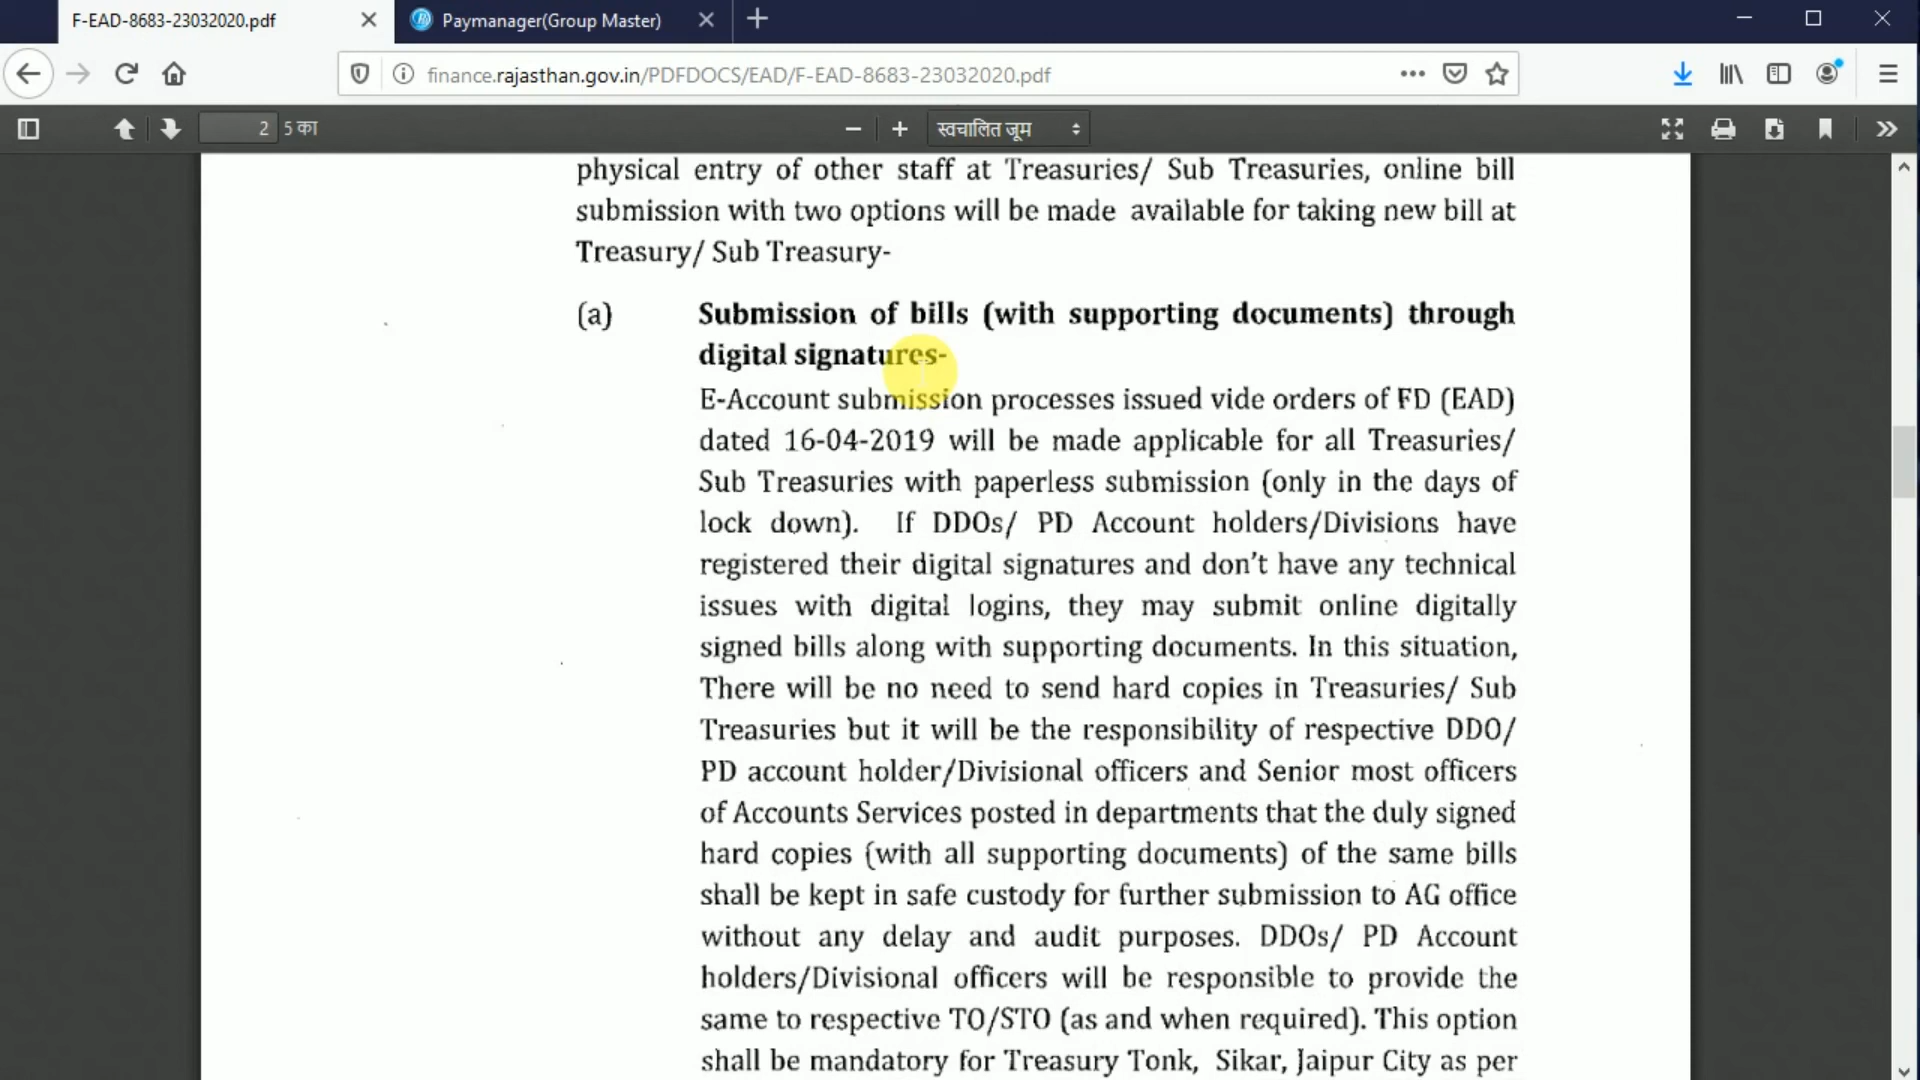 F-EAD-8683-23032020.pdf
Paymanager(Group Master)
finance.rajasthan.gov.in/PDFDOCS/EAD/F-EAD-8683-23032020.pdf
2 5 का
स्वचालित ज़ूम
physical entry of other staff at Treasuries/ Sub Treasuries, online bill
submission with two options will be made available for taking new bill at
Treasury/ Sub Treasury-
(a) Submission of bills (with supporting documents) through
digital signatures-
E-Account submission processes issued vide orders of FD (EAD)
dated 16-04-2019 will be made applicable for all Treasuries/
Sub Treasuries with paperless submission (only in the days of
lock down). If DDOs/ PD Account holders/Divisions have
registered their digital signatures and don't have any technical
issues with digital logins, they may submit online digitally
signed bills along with supporting documents. In this situation,
There will be no need to send hard copies in Treasuries/ Sub
Treasuries but it will be the responsibility of respective DDO/
PD account holder/Divisional officers and Senior most officers
of Accounts Services posted in departments that the duly signed
hard copies (with all supporting documents) of the same bills
shall be kept in safe custody for further submission to AG office
without any delay and audit purposes. DDOs/ PD Account
holders/Divisional officers will be responsible to provide the
same to respective TO/STO (as and when required). This option
shall be mandatory for Treasury Tonk, Sikar, Jaipur City as per